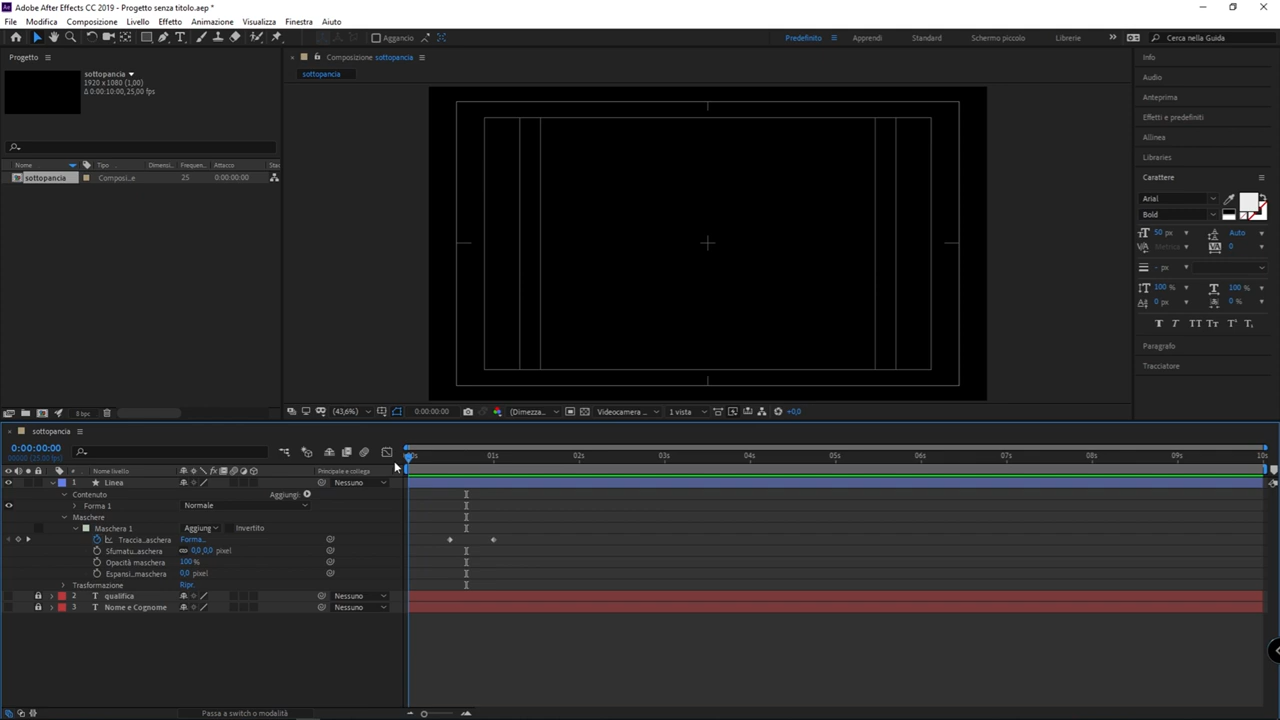 Adobe After Effects CC 2019 - Progetto senza titolo.aep *
File Modifica Composizione Livello Effetto Animazione Visualizza Finestra Aiuto
Aggancio Predefinito Apprendi Standard Schermo piccolo Librerie Cerca nella Guida
Progetto
Composizione sottopancia
sottopancia
sottopancia
1920 x 1080 (1,00)
Δ 0:00:10:00, 25,00 fps
Nome Tipo Dimensi.. Frequen.. Attacco
sottopancia Composi...e 25 0:00:00:00
8 bpc
(43,6%) 0:00:00:00 (Dimezza... Videocamera ... 1 vista +0,0
Info
Audio
Anteprima
Effetti e predefiniti
Allinea
Libraries
Carattere
Arial
Bold
50 px Auto
Metrica 0
- px
100 % 100 %
0 px 0 %
T T TT Tт T¹ T₁
Paragrafo
Tracciatore
sottopancia
0:00:00:00
00000 (25.00 fps)
01s 02s 03s 04s 05s 06s 07s 08s 09s 10s
# Nome livello Principale e collega
1 Linea Nessuno
Contenuto Aggiungi:
Forma 1 Normale
Maschere
Maschera 1 Aggiung Invertito
Traccia...aschera Forma...
Sfumatu..aschera 0,0,0,0 pixel
Opacità maschera 100 %
Espansi...maschera 0,0 pixel
Trasformazione Ripr.
2 T qualifica Nessuno
3 T Nome e Cognome Nessuno
Passa a switch o modalità